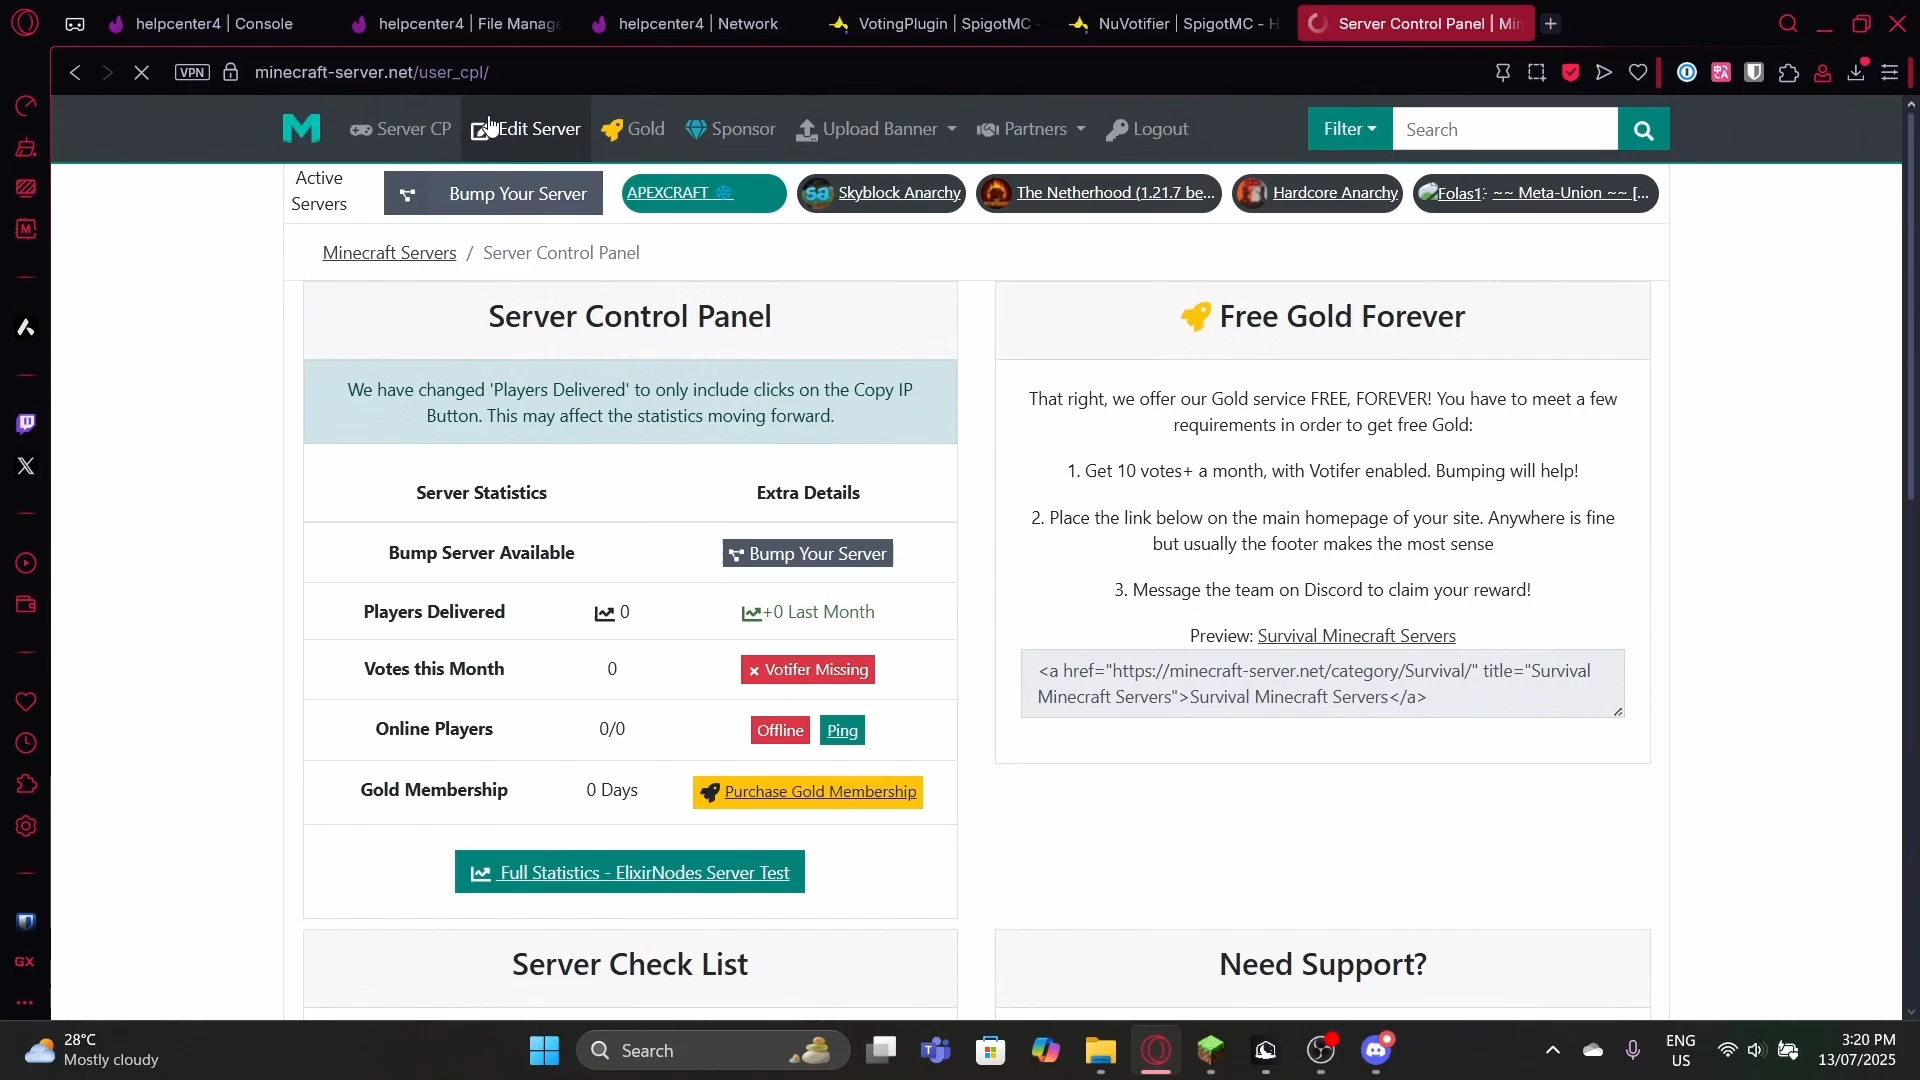 helpcenter4 | Console
helpcenter4 | File Manage
helpcenter4 | Network
VotingPlugin | SpigotMC -
NuVotifier | SpigotMC - H
Server Control Panel | Min
VPN
minecraft-server.net/user_cpl/
M
Server CP
Edit Server
Gold
Sponsor
Upload Banner
Partners
Logout
Filter
Search
Active
Servers
Bump Your Server
APEXCRAFT
Skyblock Anarchy
The Netherhood (1.21.7 be...
Hardcore Anarchy
Folas1
~~ Meta-Union ~~ [...
Minecraft Servers / Server Control Panel
Server Control Panel
We have changed 'Players Delivered' to only include clicks on the Copy IP
Button. This may affect the statistics moving forward.
Server Statistics
Extra Details
Bump Server Available
Bump Your Server
Players Delivered
0
+0 Last Month
Votes this Month
0
Votifer Missing
Online Players
0/0
Offline
Ping
Gold Membership
0 Days
Purchase Gold Membership
Full Statistics - ElixirNodes Server Test
Free Gold Forever
That right, we offer our Gold service FREE, FOREVER! You have to meet a few
requirements in order to get free Gold:
1. Get 10 votes+ a month, with Votifer enabled. Bumping will help!
2. Place the link below on the main homepage of your site. Anywhere is fine
but usually the footer makes the most sense
3. Message the team on Discord to claim your reward!
Preview: Survival Minecraft Servers
<a href="https://minecraft-server.net/category/Survival/" title="Survival
Minecraft Servers">Survival Minecraft Servers</a>
Server Check List
Need Support?
GX
28°C
Mostly cloudy
Search
ENG
US
3:20 PM
13/07/2025